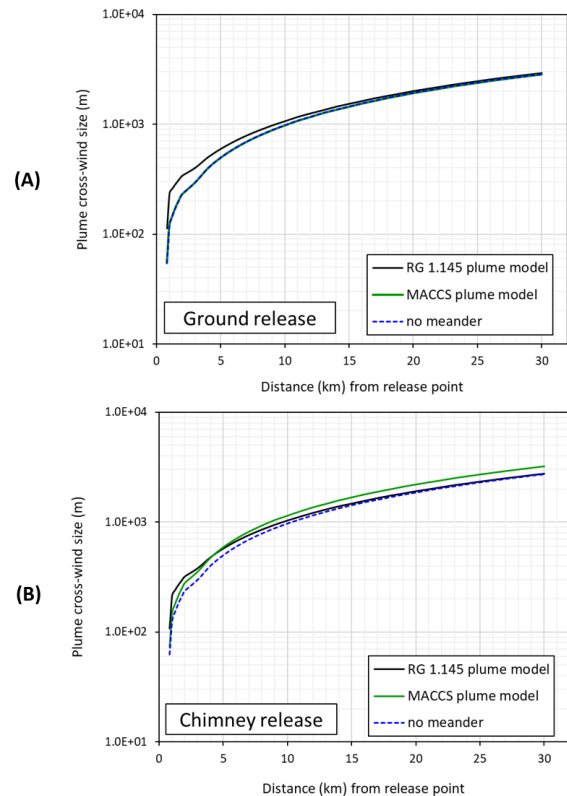 (A)
Plume cross-wind size (m)
1.0E+04
1.0E+03
1.0E+02
1.0E+01
RG 1.145 plume model
MACCS plume model
no meander
Ground release
0 5 10 15 20 25 30
Distance (km) from release point
(B)
Plume cross-wind size (m)
1.0E+04
1.0E+03
1.0E+02
1.0E+01
RG 1.145 plume model
MACCS plume model
no meander
Chimney release
0 5 10 15 20 25 30
Distance (km) from release point